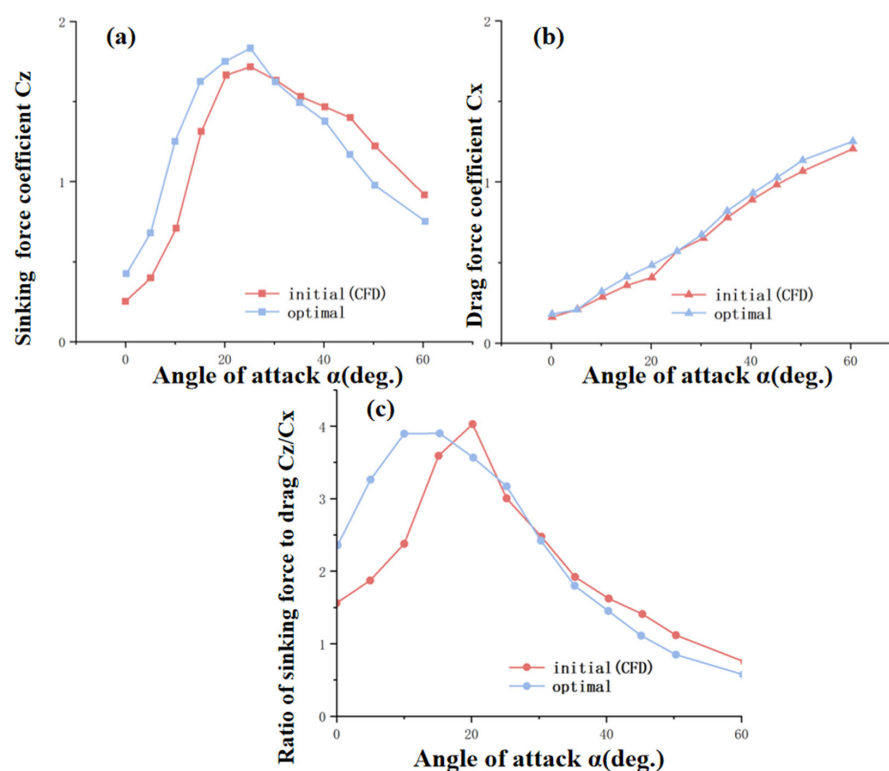 (a)
Sinking force coefficient Cz
2
1
0
initial(CFD)
optimal
0
20
40
60
Angle of attack α(deg.)
(b)
Drag force coefficient Cx
2
1
0
initial(CFD)
optimal
0
20
40
60
Angle of attack α(deg.)
(c)
Ratio of sinking force to drag Cz/Cx
4
3
2
1
0
initial(CFD)
optimal
0
20
40
60
Angle of attack α(deg.)